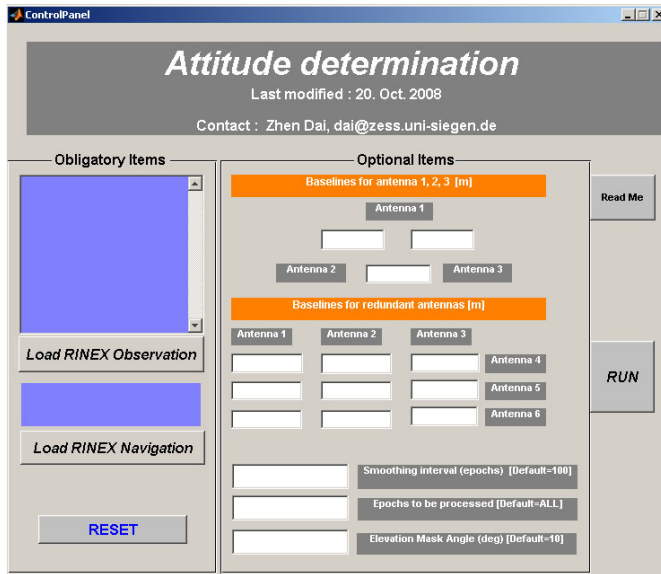 ControlPanel
Attitude determination
Last modified : 20. Oct. 2008
Contact : Zhen Dai, dai@zess.uni-siegen.de
Obligatory Items
Load RINEX Observation
Load RINEX Navigation
RESET
Optional Items
Baselines for antenna 1, 2, 3 [m]
Antenna 1
Antenna 2
Antenna 3
Baselines for redundant antennas [m]
Antenna 1
Antenna 2
Antenna 3
Antenna 4
Antenna 5
Antenna 6
Smoothing interval (epochs) [Default=100]
Epochs to be processed [Default=ALL]
Elevation Mask Angle (deg) [Default=10]
Read Me
RUN